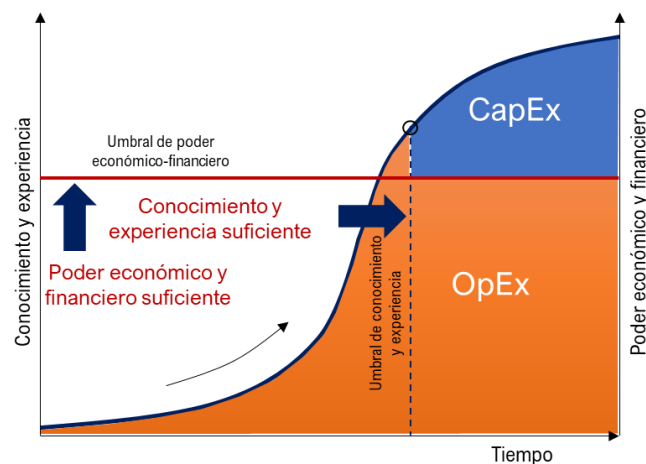 Conocimiento y experiencia
Umbral de poder
económico-financiero
CapEx
Conocimiento y
experiencia suficiente
Poder económico y
financiero suficiente
Umbral de conocimiento
y experiencia
OpEx
Poder económico y financiero
Tiempo